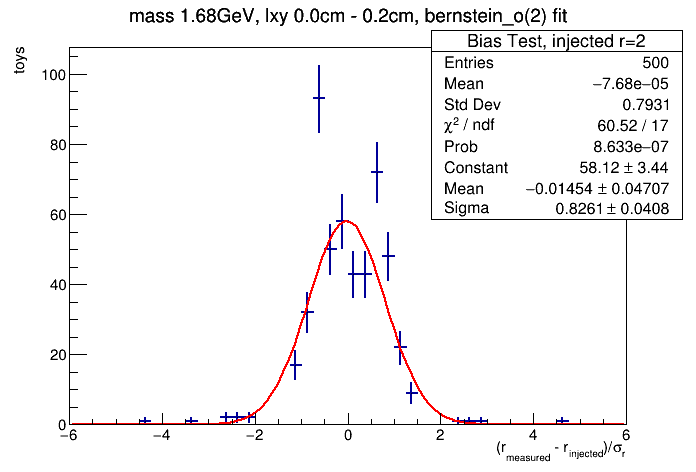 mass 1.68GeV, lxy 0.0cm - 0.2cm, bernstein_o(2) fit
Bias Test, injected r=2
Entries 500
Mean −7.68e−05
Std Dev 0.7931
χ² / ndf 60.52 / 17
Prob 8.633e−07
Constant 58.12 ± 3.44
Mean −0.01454 ± 0.04707
Sigma 0.8261 ± 0.0408
toys
100
80
60
40
20
0
−6 −4 −2 0 2 4 6
(r_measured - r_injected)/σ_r